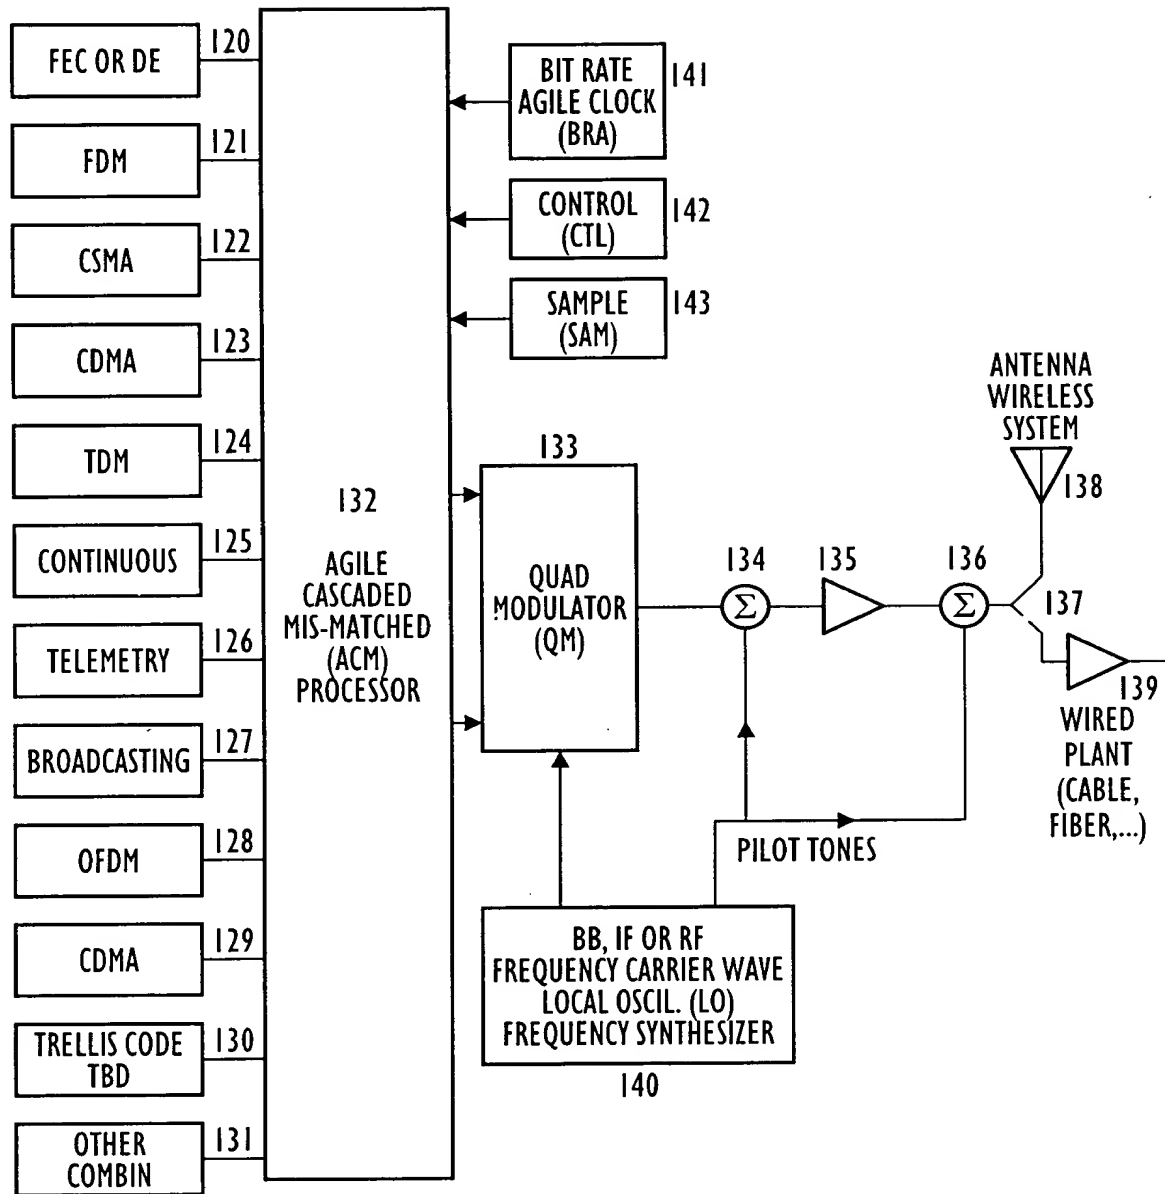 FEC OR DE
120
FDM
121
CSMA
122
CDMA
123
TDM
124
CONTINUOUS
125
TELEMETRY
126
BROADCASTING
127
OFDM
128
CDMA
129
TRELLIS CODE
TBD
130
OTHER
COMBIN
131
132
AGILE
CASCADED
MIS-MATCHED
(ACM)
PROCESSOR
BIT RATE
AGILE CLOCK
(BRA)
141
CONTROL
(CTL)
142
SAMPLE
(SAM)
143
133
QUAD
MODULATOR
(QM)
134
Σ
135
136
Σ
137
ANTENNA
WIRELESS
SYSTEM
138
139
WIRED
PLANT
(CABLE,
FIBER,...)
PILOT TONES
BB, IF OR RF
FREQUENCY CARRIER WAVE
LOCAL OSCIL. (LO)
FREQUENCY SYNTHESIZER
140